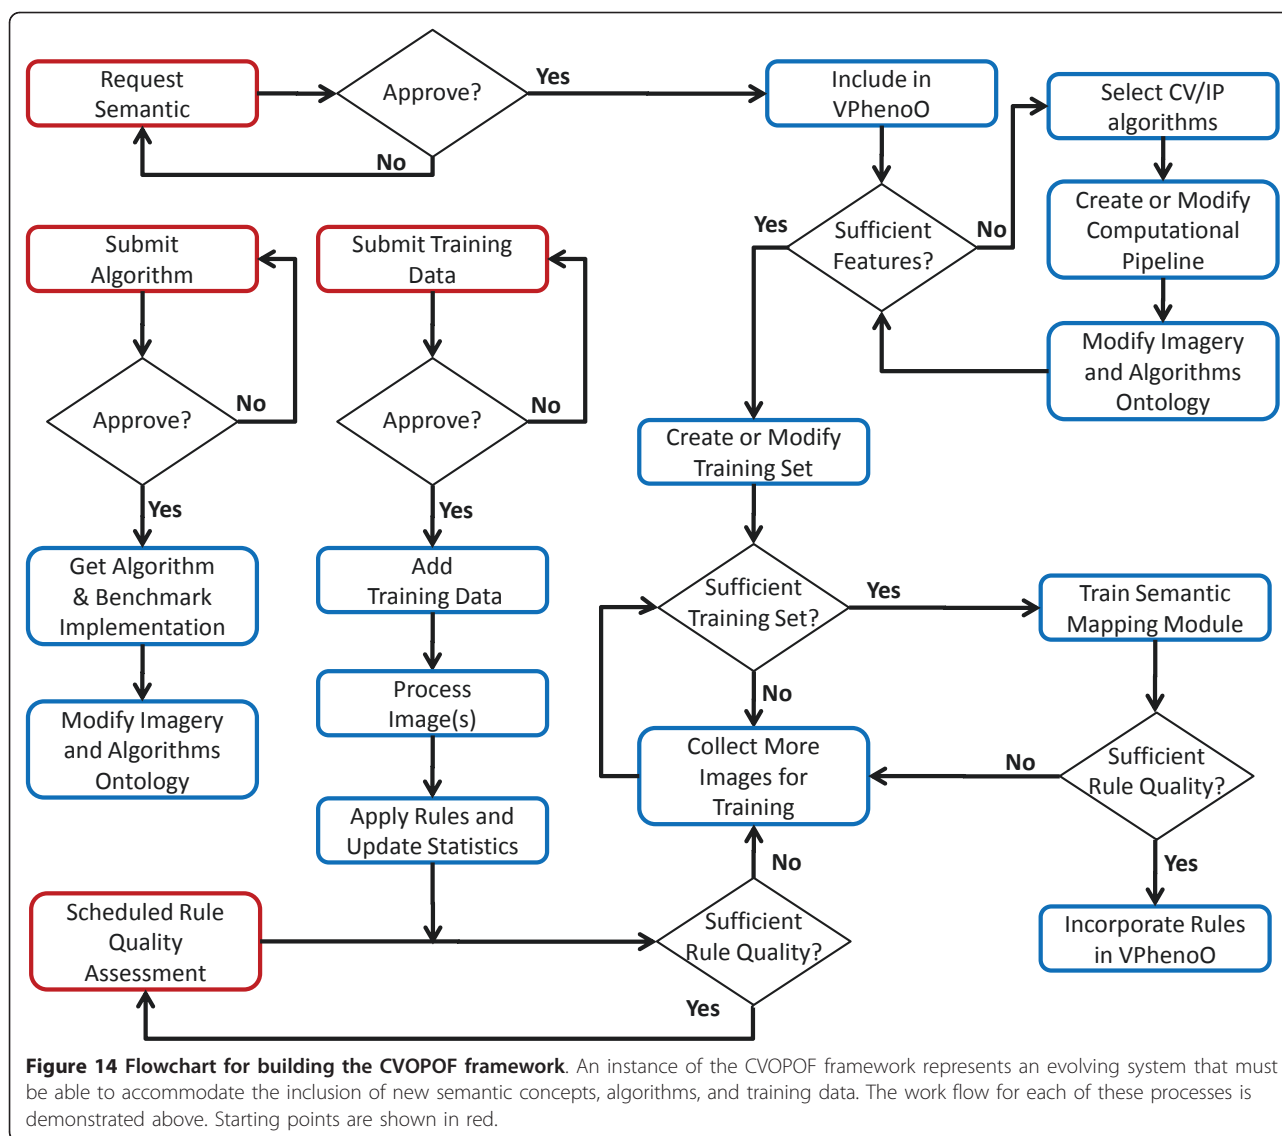 Request
Semantic
Approve?
Yes
No
Include in
VPhenoO
Select CV/IP
algorithms
Create or Modify
Computational
Pipeline
Modify Imagery
and Algorithms
Ontology
Sufficient
Features?
Yes
No
Submit
Algorithm
Approve?
No
Yes
Get Algorithm
& Benchmark
Implementation
Modify Imagery
and Algorithms
Ontology
Submit Training
Data
Approve?
No
Yes
Add
Training Data
Process
Image(s)
Apply Rules and
Update Statistics
Create or Modify
Training Set
Sufficient
Training Set?
Yes
No
Train Semantic
Mapping Module
Collect More
Images for
Training
No
Sufficient
Rule Quality?
Yes
Incorporate Rules
in VPhenoO
Scheduled Rule
Quality
Assessment
No
Sufficient
Rule Quality?
Yes
Figure 14 Flowchart for building the CVOPOF framework. An instance of the CVOPOF framework represents an evolving system that must
be able to accommodate the inclusion of new semantic concepts, algorithms, and training data. The work flow for each of these processes is
demonstrated above. Starting points are shown in red.